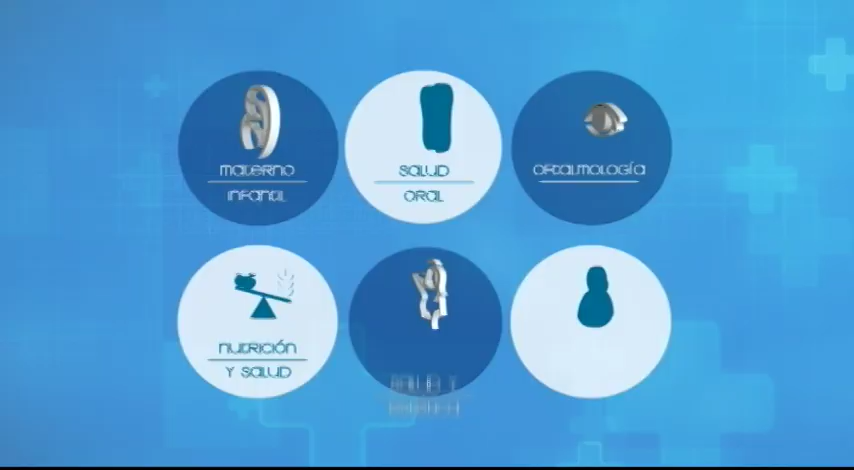 MATERNO
INFANTIL
SALUD
ORAL
OFTALMOLOGÍA
NUTRICIÓN
Y SALUD